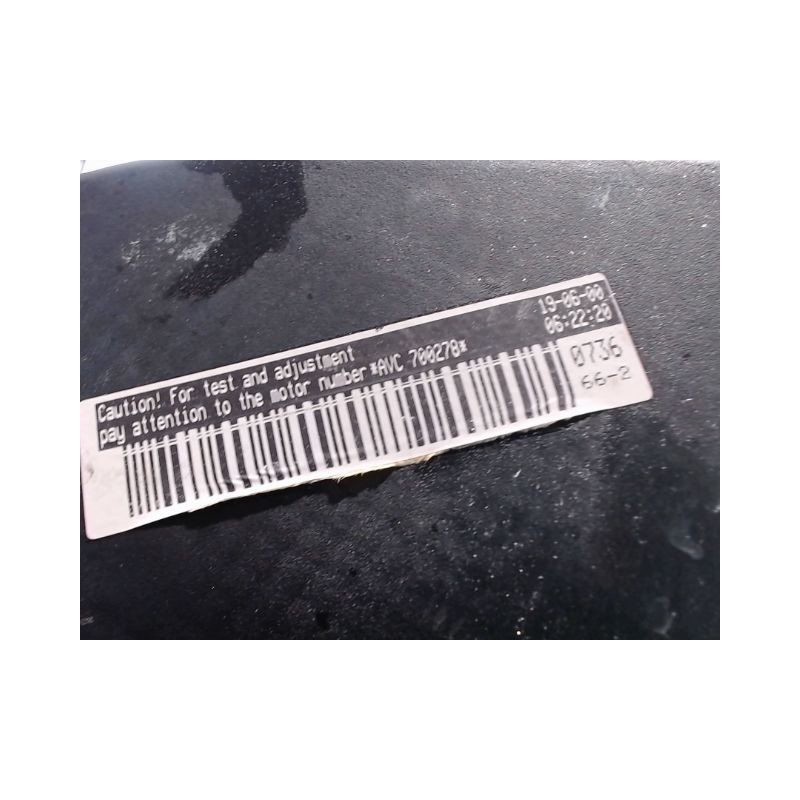 Caution! For test and adjustment
pay attention to the motor number *AVC 700278*
19-06-00
06:22:20
0736
66-2